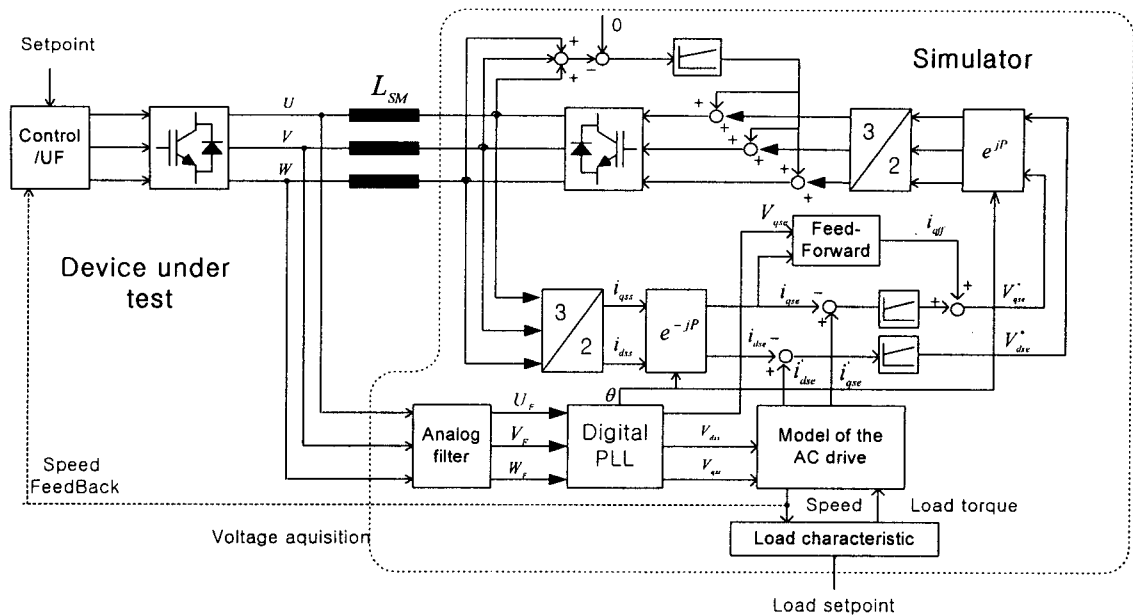 Setpoint
Simulator
0
+
+
+
−
L_SM
U
V
W
Control
/UF
+
+
+
+
+
+
3
2
e^{jP}
V_qse
Feed-
Forward
i_qff
Device under
test
3
2
i_qss
i_dss
e^{-jP}
i_qse
−
+
+
+
V*_qse
i_dse
−
+
V*_dse
i*_dse
i*_qse
θ
Analog
filter
U_F
V_F
W_F
Digital
PLL
V_dss
Model of the
AC drive
Speed
FeedBack
Speed
Load torque
Voltage aquisition
Load characteristic
Load setpoint